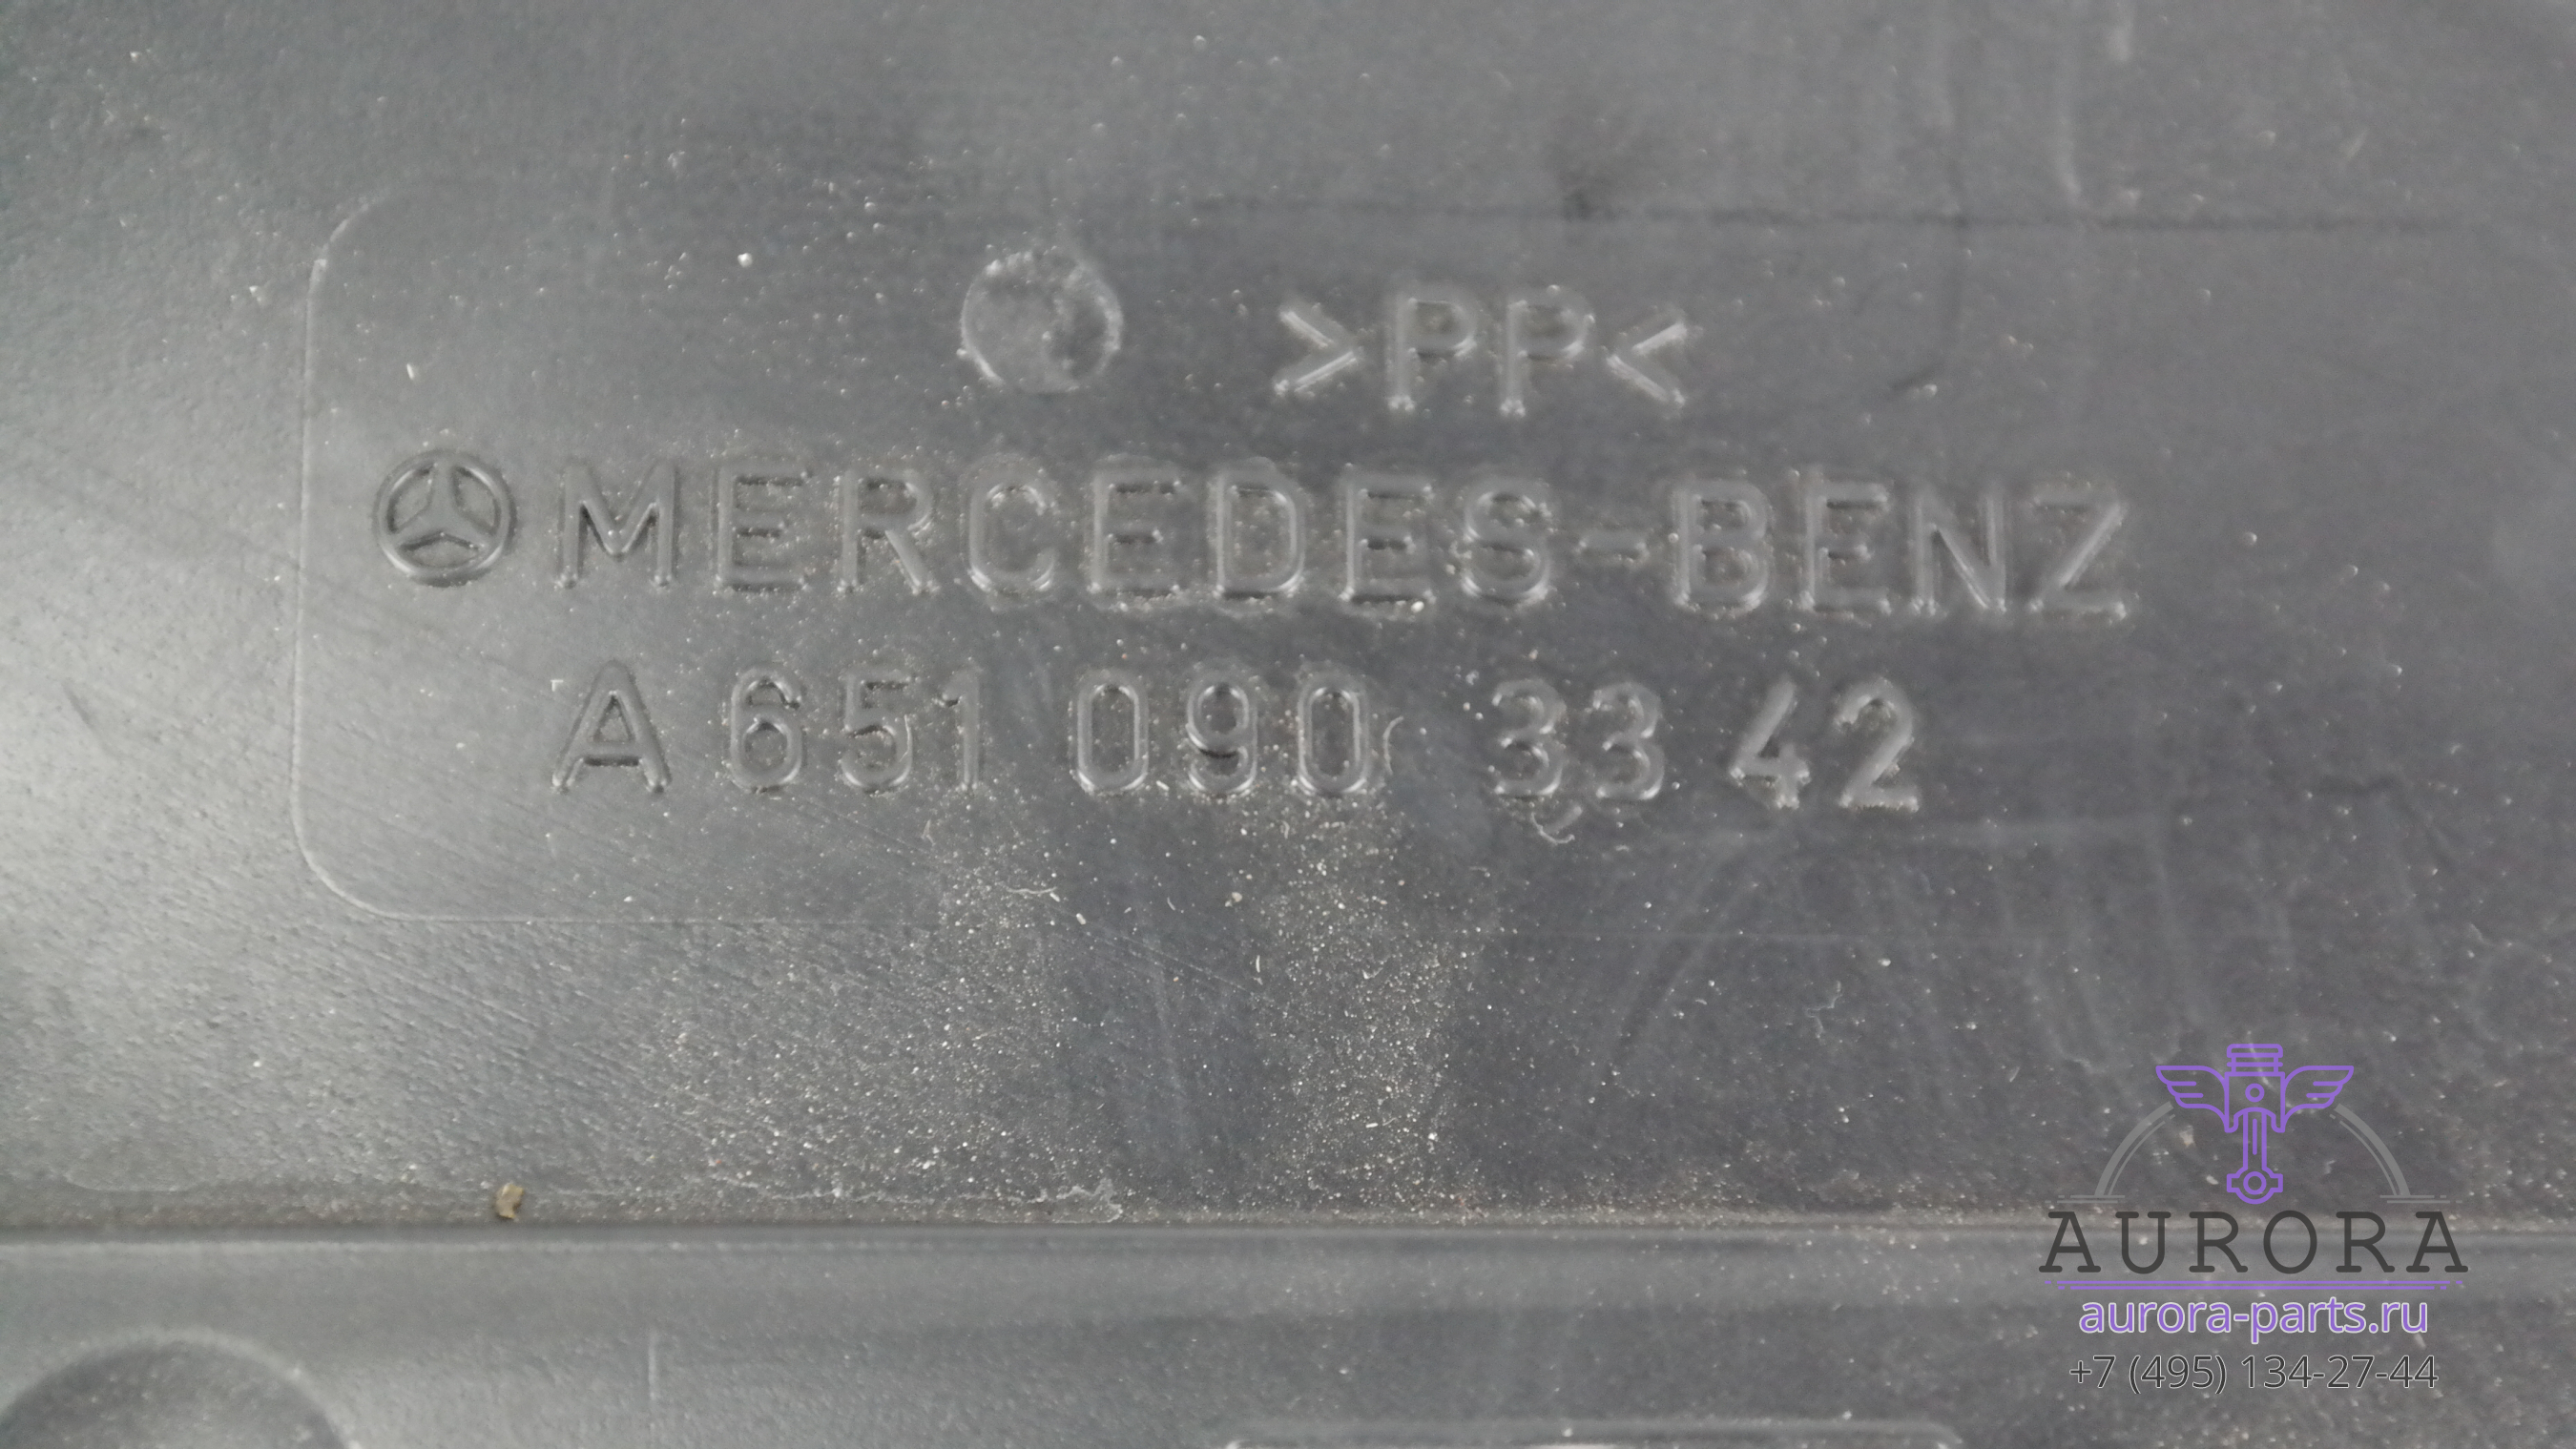 >PP<
MERCEDES-BENZ
A 651 090 33 42
AURORA
aurora-parts.ru
+7 (495) 134-27-44